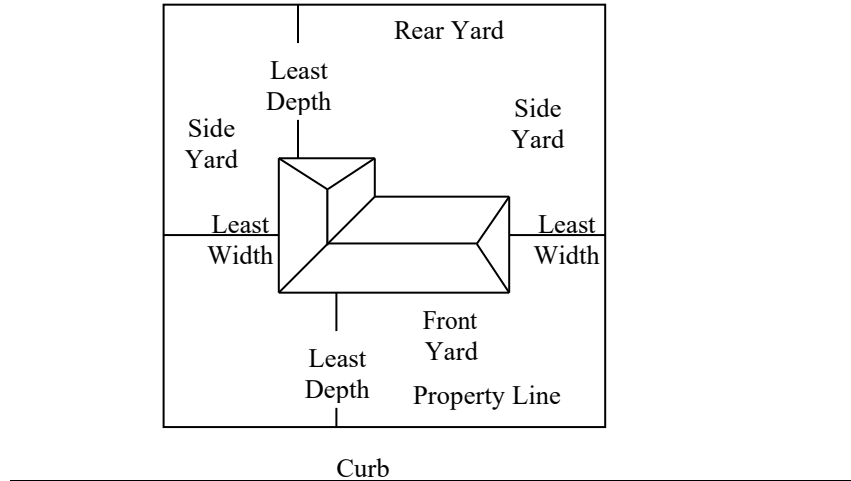 Rear Yard
Least
Depth
Side
Yard
Side
Yard
Least
Width
Least
Width
Front
Yard
Least
Depth
Property Line
Curb